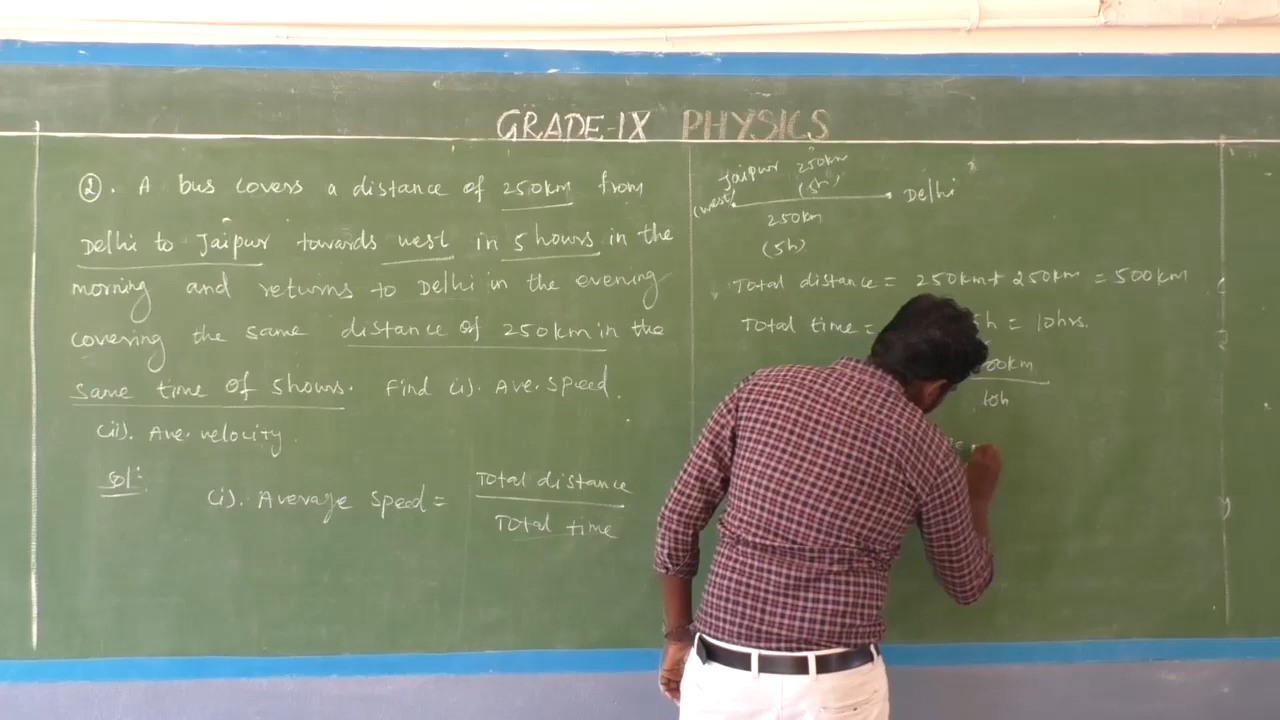 GRADE-IX PHYSICS
②. A bus covers a distance of 250km from
Delhi to Jaipur towards west in 5 hours in the
morning and returns to Delhi in the evening
covering the same distance of 250km in the
same time of 5hours. Find (i). Ave. Speed.
(ii). Ave. velocity.
Sol:
(i). Average Speed =
Total distance
Total time
Jaipur 250km
(5h)
(west)
Delhi
250km
(5h)
Total distance = 250km + 250km = 500km
Total time =
5h = 10hrs.
00km
10h